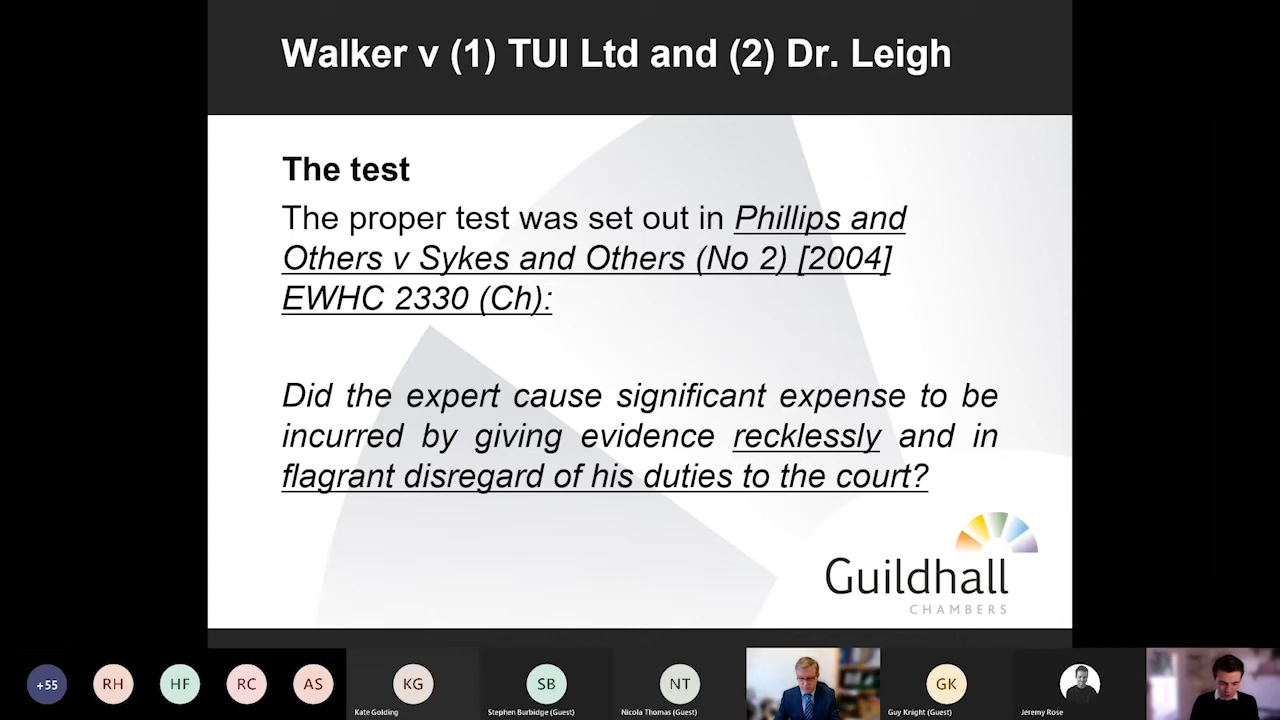 Walker v (1) TUI Ltd and (2) Dr. Leigh
The test
The proper test was set out in Phillips and
Others v Sykes and Others (No 2) [2004]
EWHC 2330 (Ch):
Did the expert cause significant expense to be
incurred by giving evidence recklessly and in
flagrant disregard of his duties to the court?
Guildhall
CHAMBERS
+55
RH
HF
RC
AS
KG
Kate Golding
SB
Stephen Burbidge (Guest)
NT
Nicola Thomas (Guest)
GK
Guy Knight (Guest)
Jeremy Rose